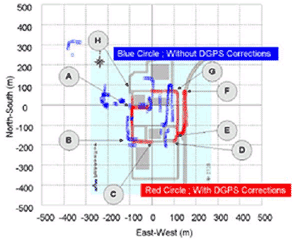 500
400
300
200
100
0
-100
-200
-300
-400
-500
North-South (m)
H
Blue Circle ; Without DGPS Corrections
A
G
F
B
E
D
C
Red Circle ; With DGPS Corrections
-500 -400 -300 -200 -100 0 100 200 300 400 500
East-West (m)